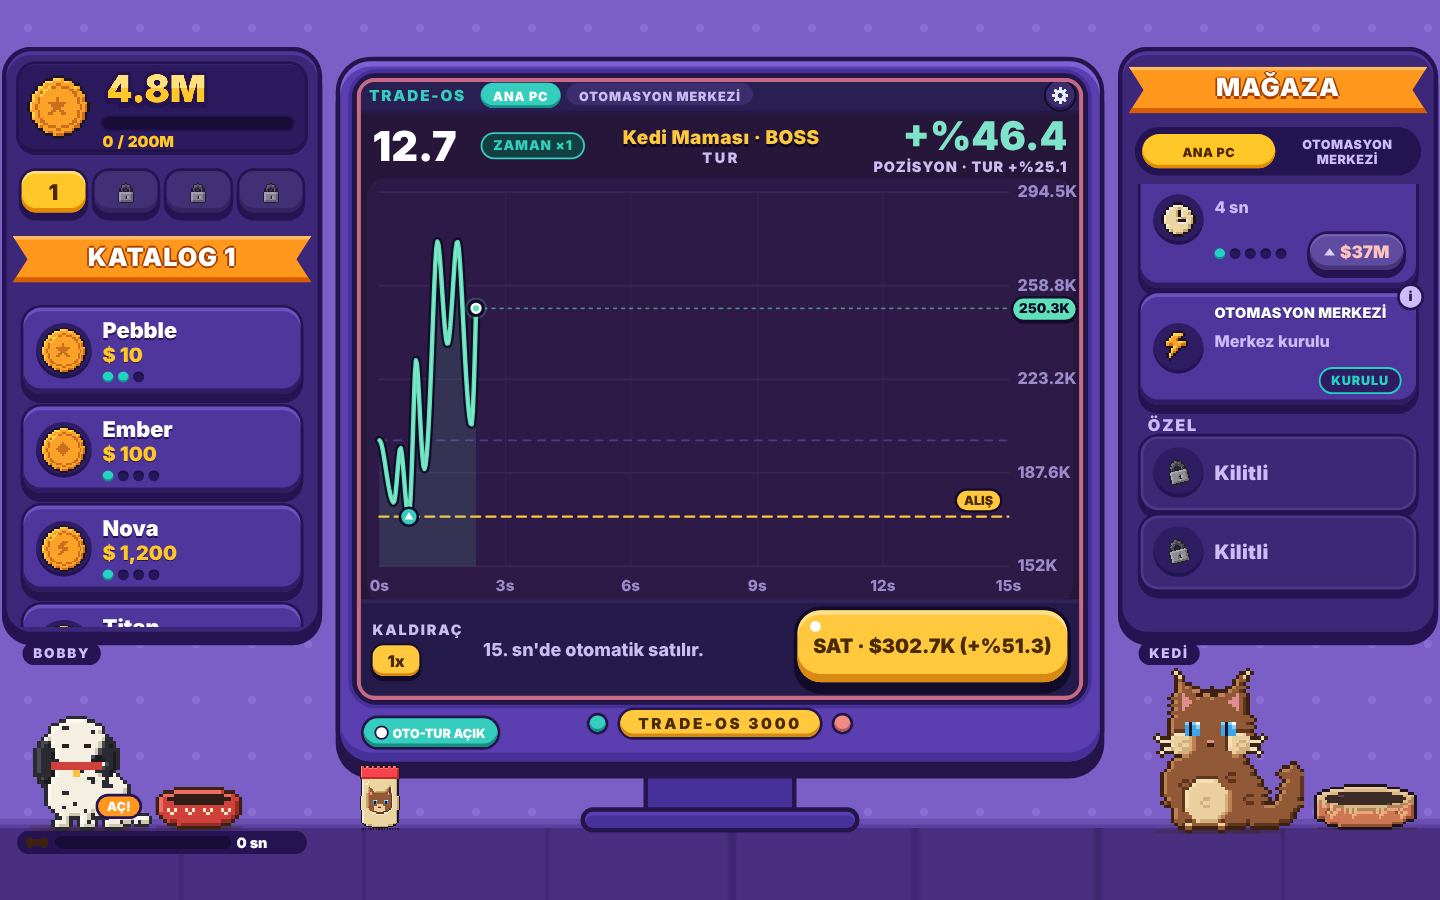 4.8M
0 / 200M
1
KATALOG 1
Pebble
$ 10
Ember
$ 100
Nova
$ 1,200
Titan
BOBBY
AÇ!
0 sn
TRADE-OS
ANA PC
OTOMASYON MERKEZİ
12.7
ZAMAN ×1
Kedi Maması · BOSS
TUR
+%46.4
POZİSYON · TUR +%25.1
294.5K
258.8K
250.3K
223.2K
187.6K
ALIŞ
152K
0s 3s 6s 9s 12s 15s
KALDIRAÇ
1x
15. sn'de otomatik satılır.
SAT · $302.7K (+%51.3)
OTO-TUR AÇIK
TRADE-OS 3000
MAĞAZA
ANA PC
OTOMASYON
MERKEZİ
4 sn
$37M
i
OTOMASYON MERKEZİ
Merkez kurulu
KURULU
ÖZEL
Kilitli
Kilitli
KEDİ